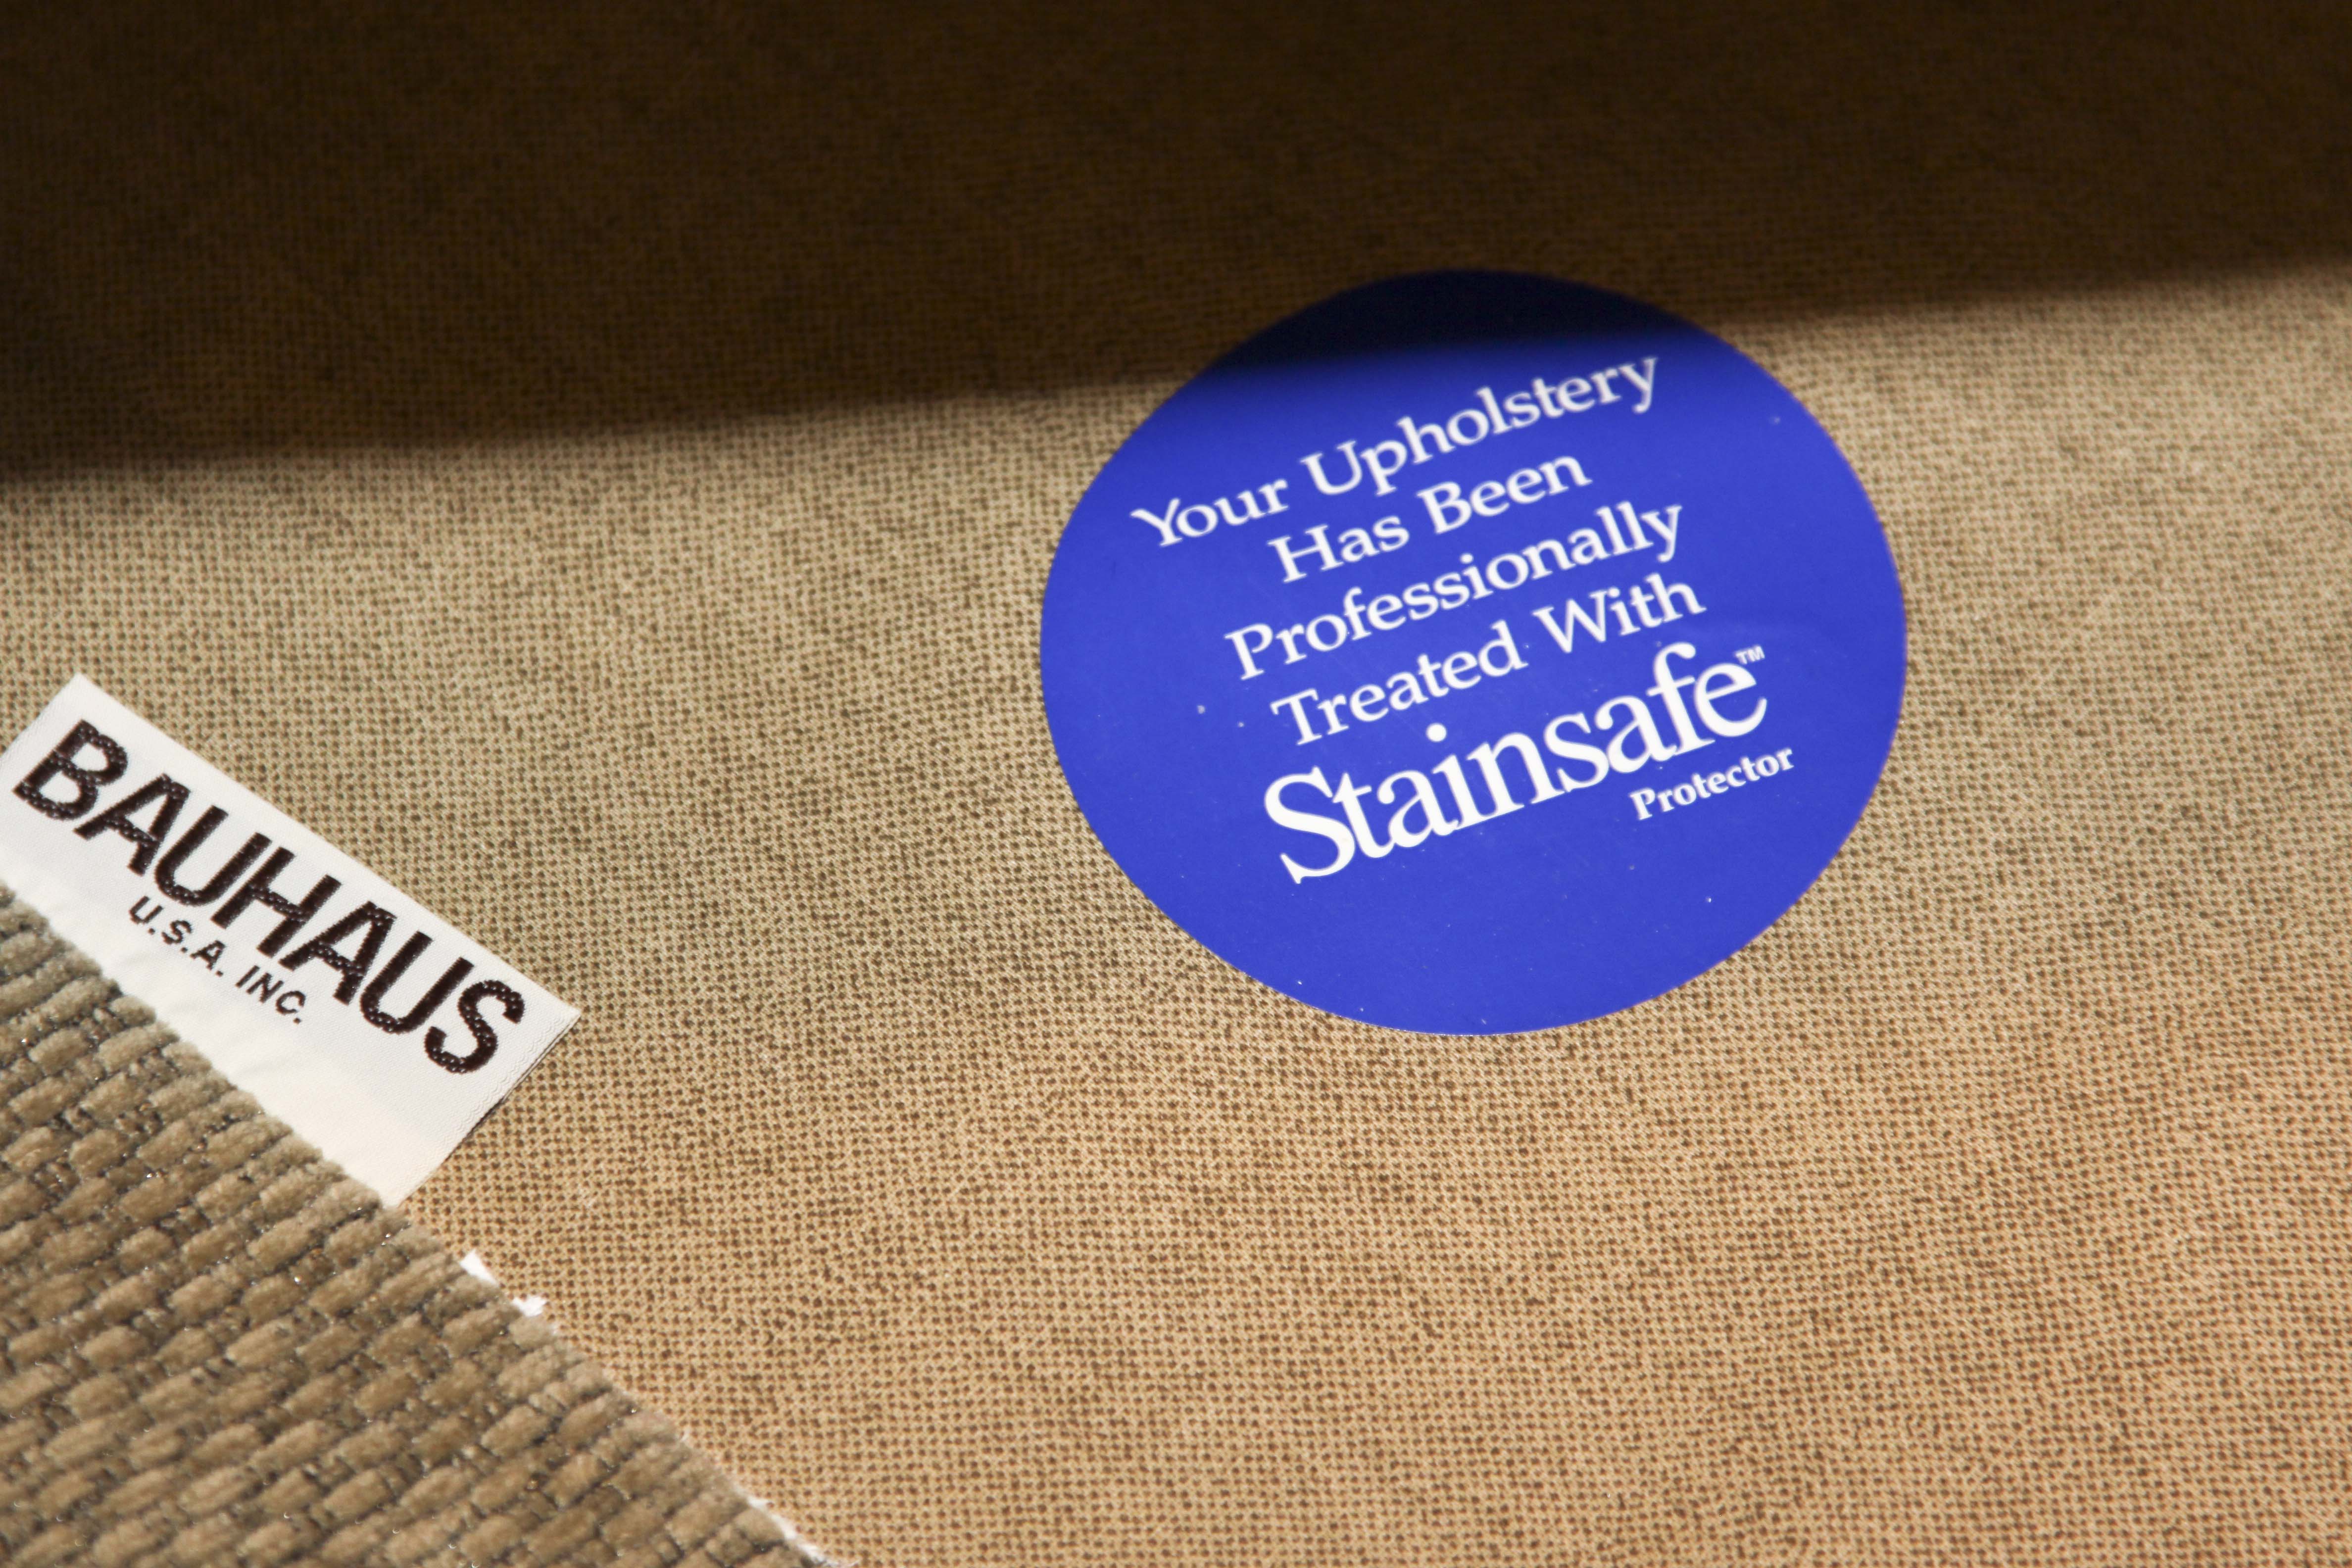 Your Upholstery
Has Been
Professionally
Treated With
Stainsafe™
Protector
BAUHAUS
U.S.A. INC.